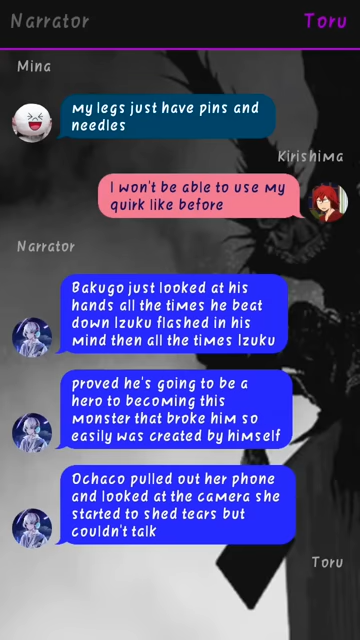 Narrator
Toru
Mina
My legs just have pins and
needles
Kirishima
I won't be able to use my
quirk like before
Narrator
Bakugo just looked at his
hands all the times he beat
down Izuku flashed in his
mind then all the times Izuku
proved he's going to be a
hero to becoming this
monster that broke him so
easily was created by himself
Ochaco pulled out her phone
and looked at the camera she
started to shed tears but
couldn't talk
Toru